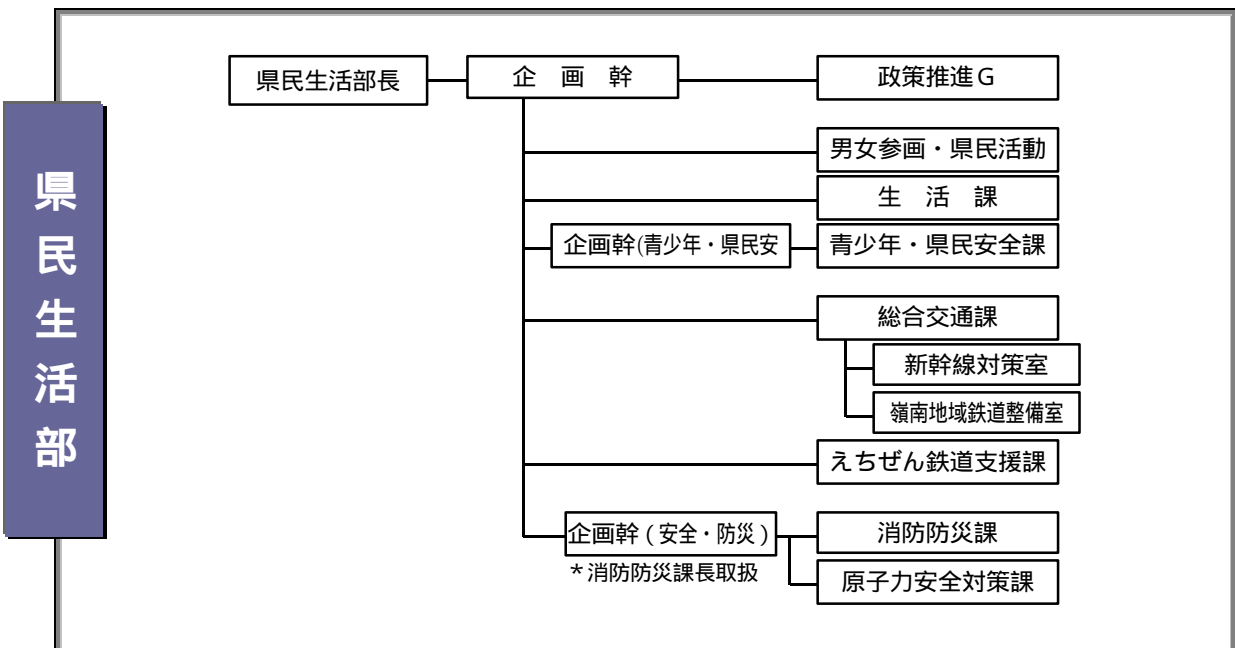 県民生活部
県民生活部長
企　画　幹
政策推進G
男女参画・県民活動
生　活　課
企画幹(青少年・県民安
青少年・県民安全課
総合交通課
新幹線対策室
嶺南地域鉄道整備室
えちぜん鉄道支援課
企画幹（安全・防災）
消防防災課
*消防防災課長取扱
原子力安全対策課